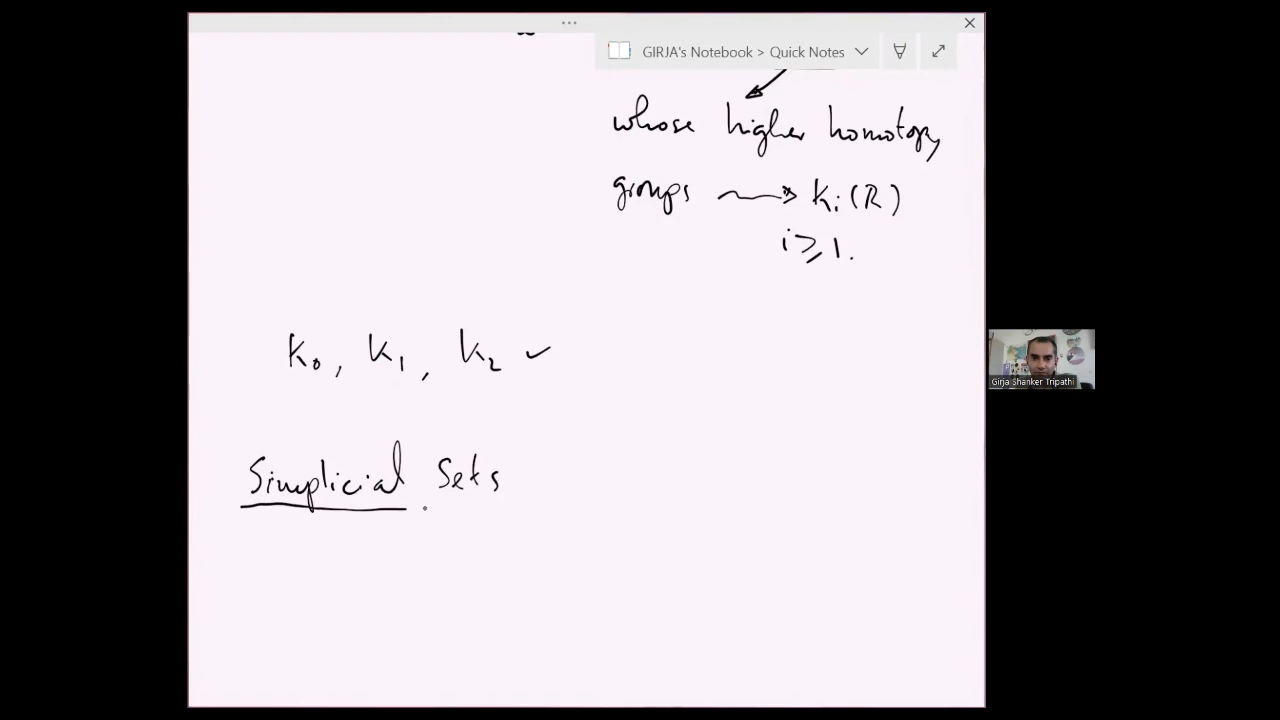 GIRJA's Notebook > Quick Notes
whose higher homotopy
groups ⟿ Ki(R)
i ⩾ 1.
K₀, K₁, K₂ ✓
Girja Shanker Tripathi
Simplicial Sets